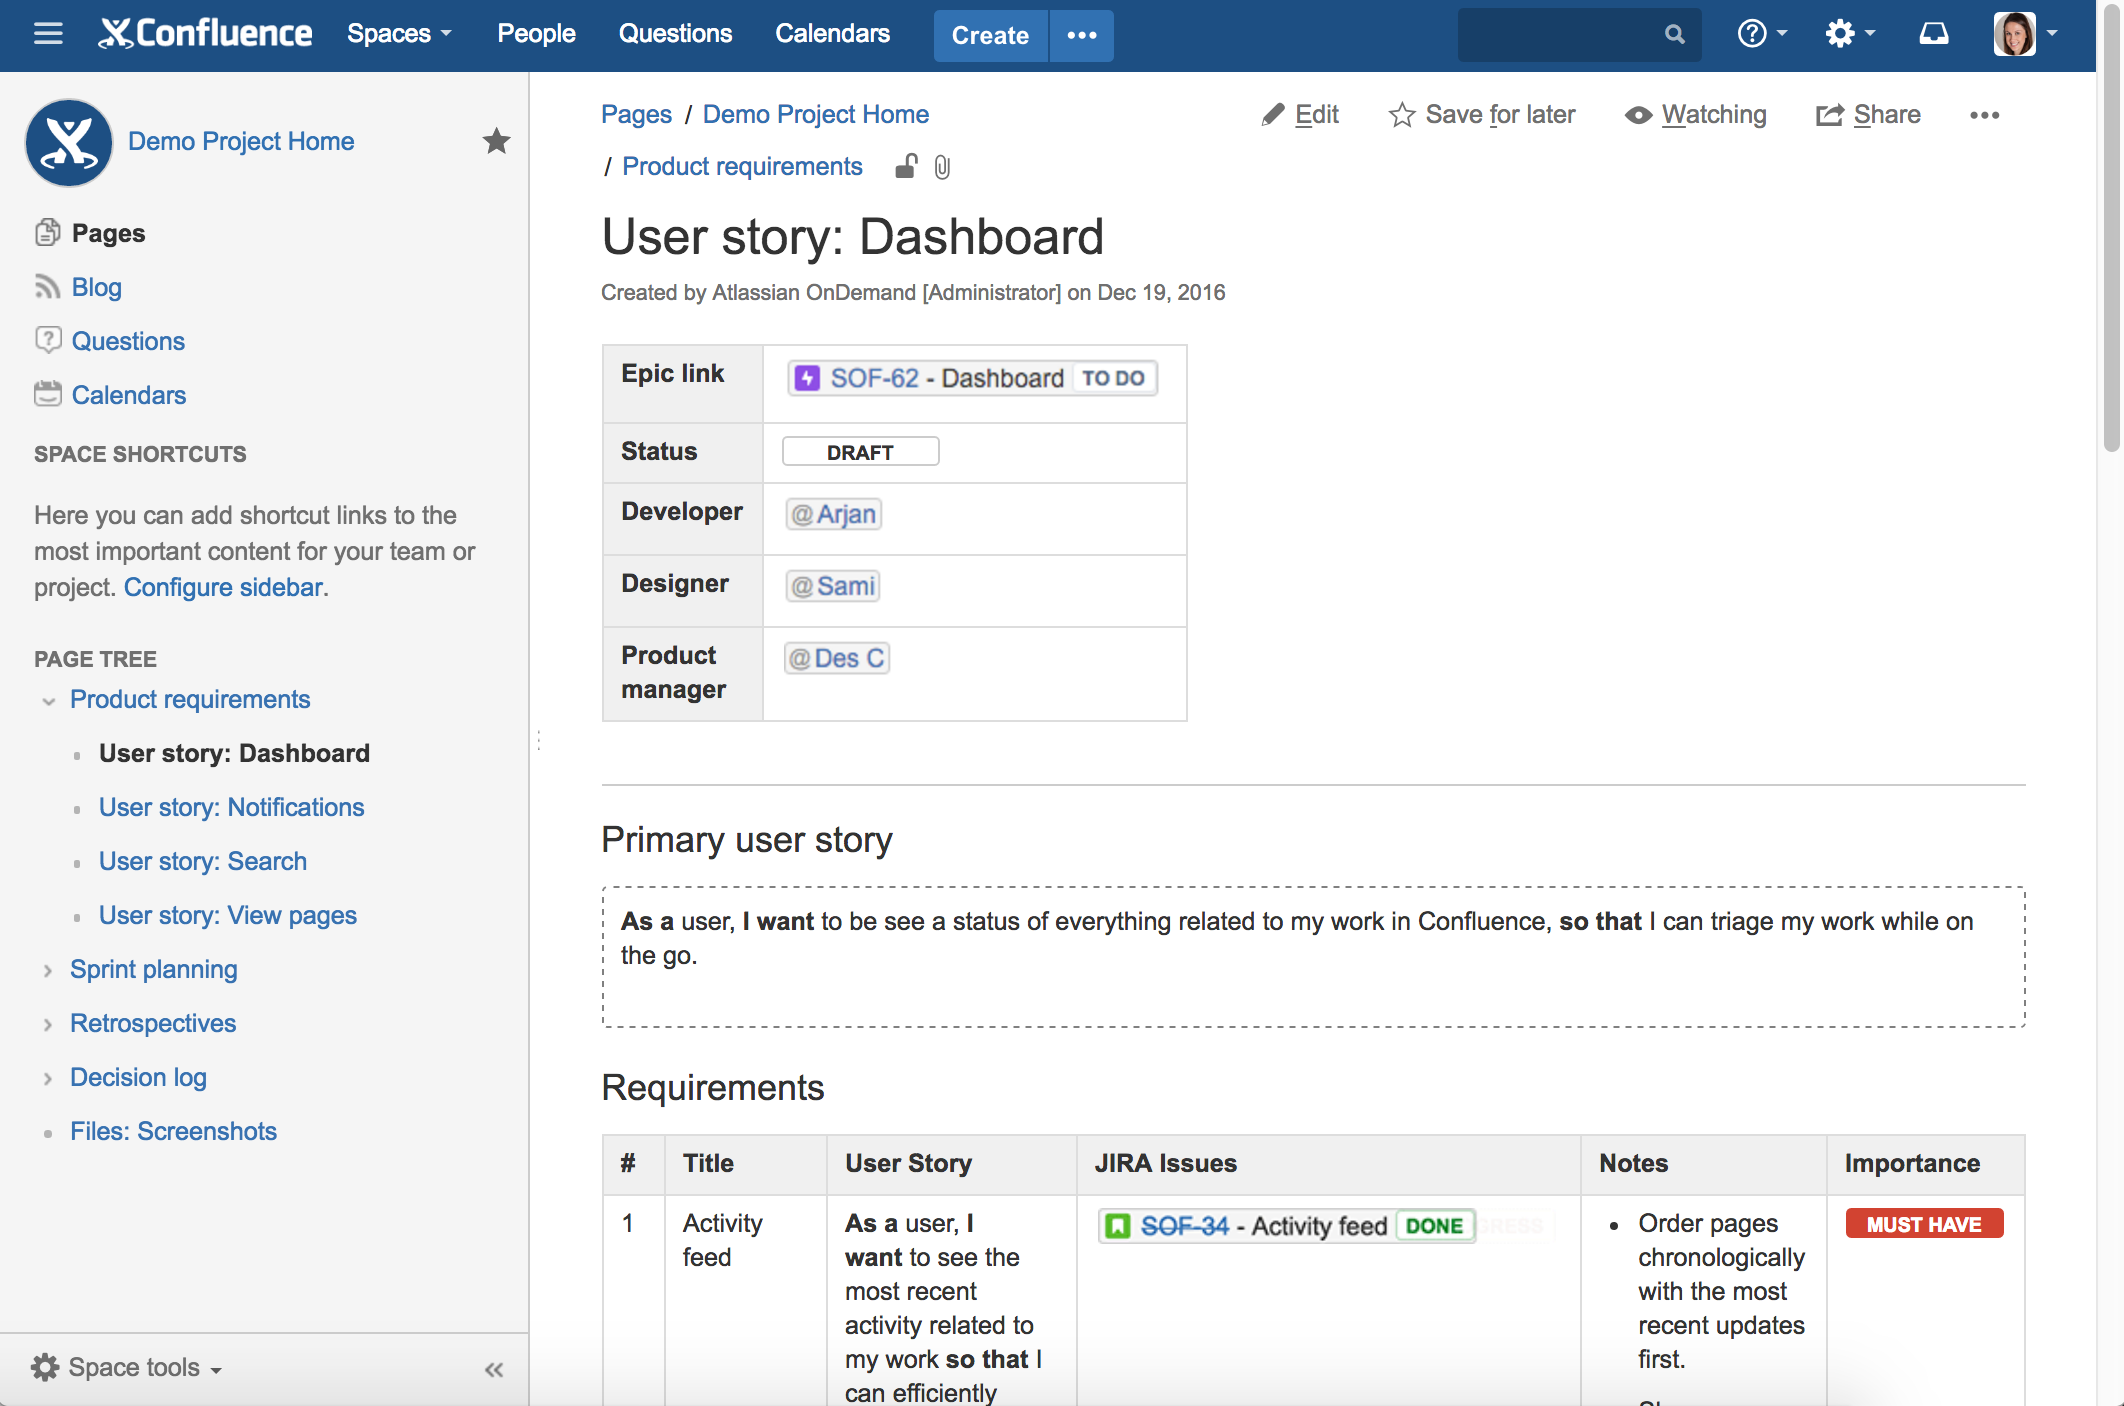 Confluence Spaces People Questions Calendars Create
Demo Project Home
Pages
Blog
Questions
Calendars
SPACE SHORTCUTS
Here you can add shortcut links to the
most important content for your team or
project. Configure sidebar.
PAGE TREE
Product requirements
User story: Dashboard
User story: Notifications
User story: Search
User story: View pages
Sprint planning
Retrospectives
Decision log
Files: Screenshots
Space tools
Pages / Demo Project Home
/ Product requirements
Edit Save for later Watching Share
User story: Dashboard
Created by Atlassian OnDemand [Administrator] on Dec 19, 2016
Epic link SOF-62 - Dashboard TO DO
Status DRAFT
Developer @Arjan
Designer @Sami
Product
manager
@Des C
Primary user story
As a user, I want to be see a status of everything related to my work in Confluence, so that I can triage my work while on
the go.
Requirements
# Title User Story JIRA Issues Notes Importance
1
Activity
feed
As a user, I
want to see the
most recent
activity related to
my work so that I
can efficiently
SOF-34 - Activity feed DONE
• Order pages
chronologically
with the most
recent updates
first.
MUST HAVE